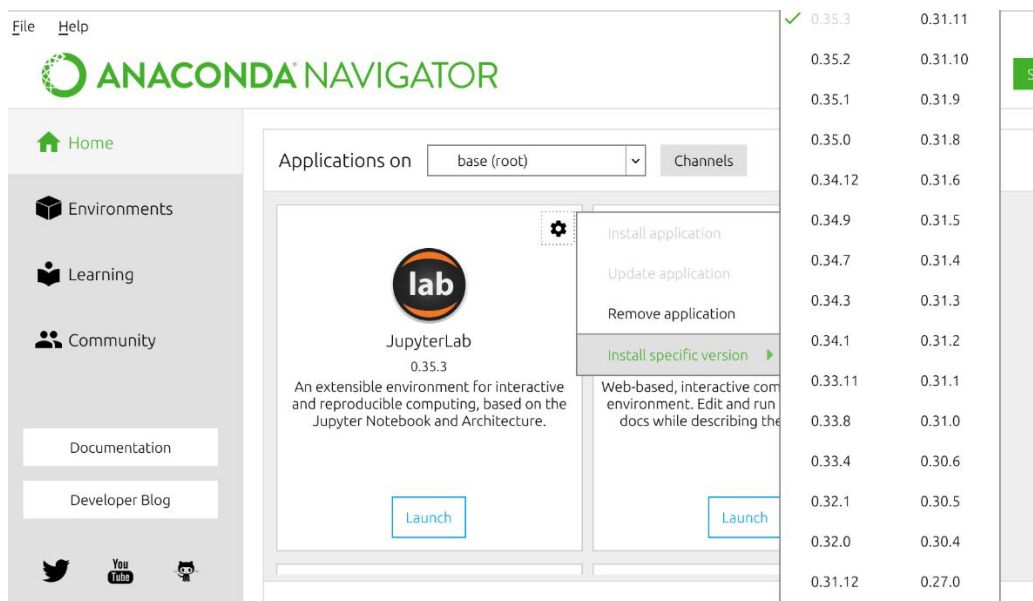 File Help
ANACONDA NAVIGATOR
S
Home
Environments
Learning
Community
Documentation
Developer Blog
You
Tube
Applications on base (root) Channels
lab
JupyterLab
0.35.3
An extensible environment for interactive
and reproducible computing, based on the
Jupyter Notebook and Architecture.
Launch
Install application
Update application
Remove application
Install specific version
Web-based, interactive com
environment. Edit and run
docs while describing the
Launch
0.35.3
0.35.2
0.35.1
0.35.0
0.34.12
0.34.9
0.34.7
0.34.3
0.34.1
0.33.11
0.33.8
0.33.4
0.32.1
0.32.0
0.31.12
0.31.11
0.31.10
0.31.9
0.31.8
0.31.6
0.31.5
0.31.4
0.31.3
0.31.2
0.31.1
0.31.0
0.30.6
0.30.5
0.30.4
0.27.0